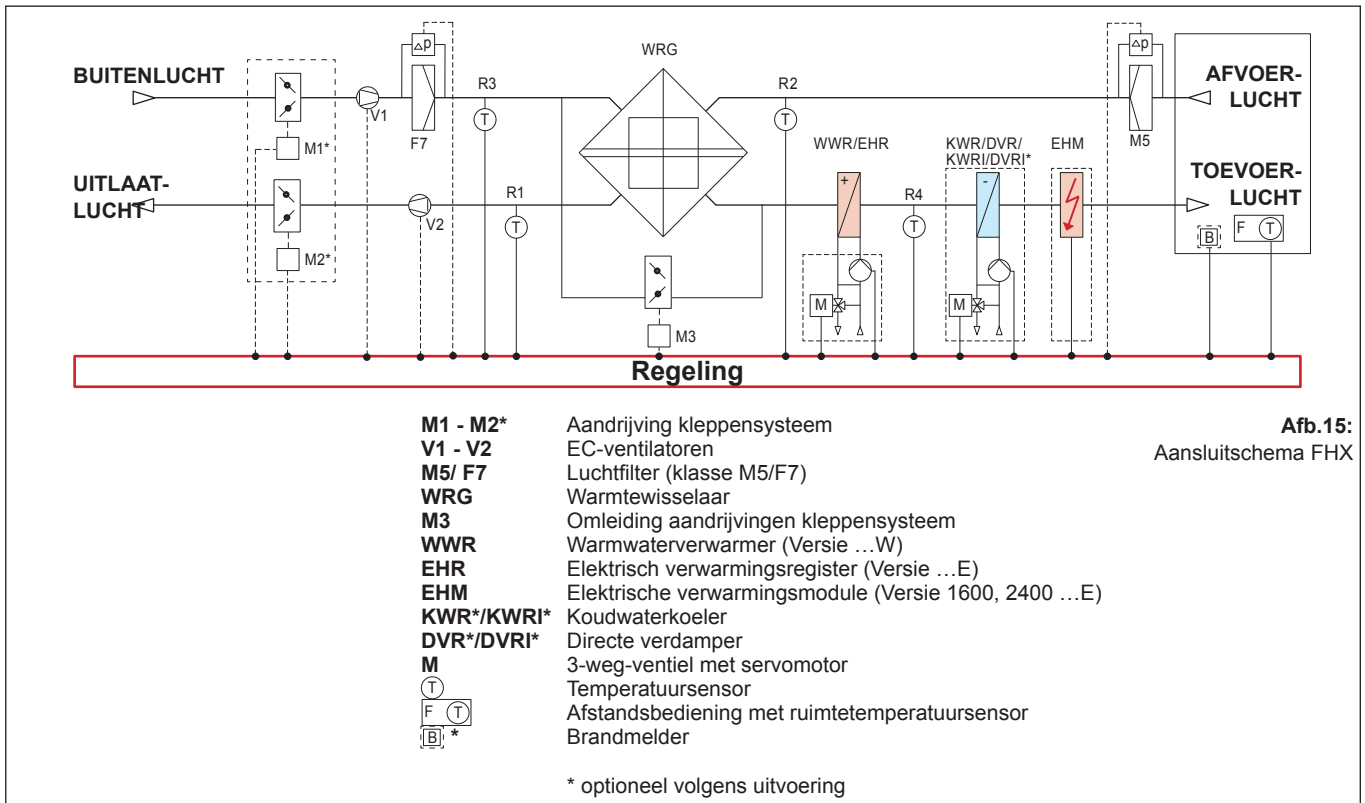 Δp
WRG
Δp
BUITENLUCHT
R3
R2
AFVOER-
LUCHT
V1
T
T
M1*
F7
WWR/EHR
KWR/DVR/
KWRI/DVRI*
EHM
M5
UITLAAT-
LUCHT
R1
+
R4
-
TOEVOER-
LUCHT
V2
T
T
B
F T
M2*
M
M
M3
Regeling
M1 - M2* Aandrijving kleppensysteem
Afb.15:
V1 - V2 EC-ventilatoren
Aansluitschema FHX
M5/ F7 Luchtfilter (klasse M5/F7)
WRG Warmtewisselaar
M3 Omleiding aandrijvingen kleppensysteem
WWR Warmwaterverwarmer (Versie …W)
EHR Elektrisch verwarmingsregister (Versie …E)
EHM Elektrische verwarmingsmodule (Versie 1600, 2400 …E)
KWR*/KWRI* Koudwaterkoeler
DVR*/DVRI* Directe verdamper
M 3-weg-ventiel met servomotor
T Temperatuursensor
F T Afstandsbediening met ruimtetemperatuursensor
B * Brandmelder
* optioneel volgens uitvoering